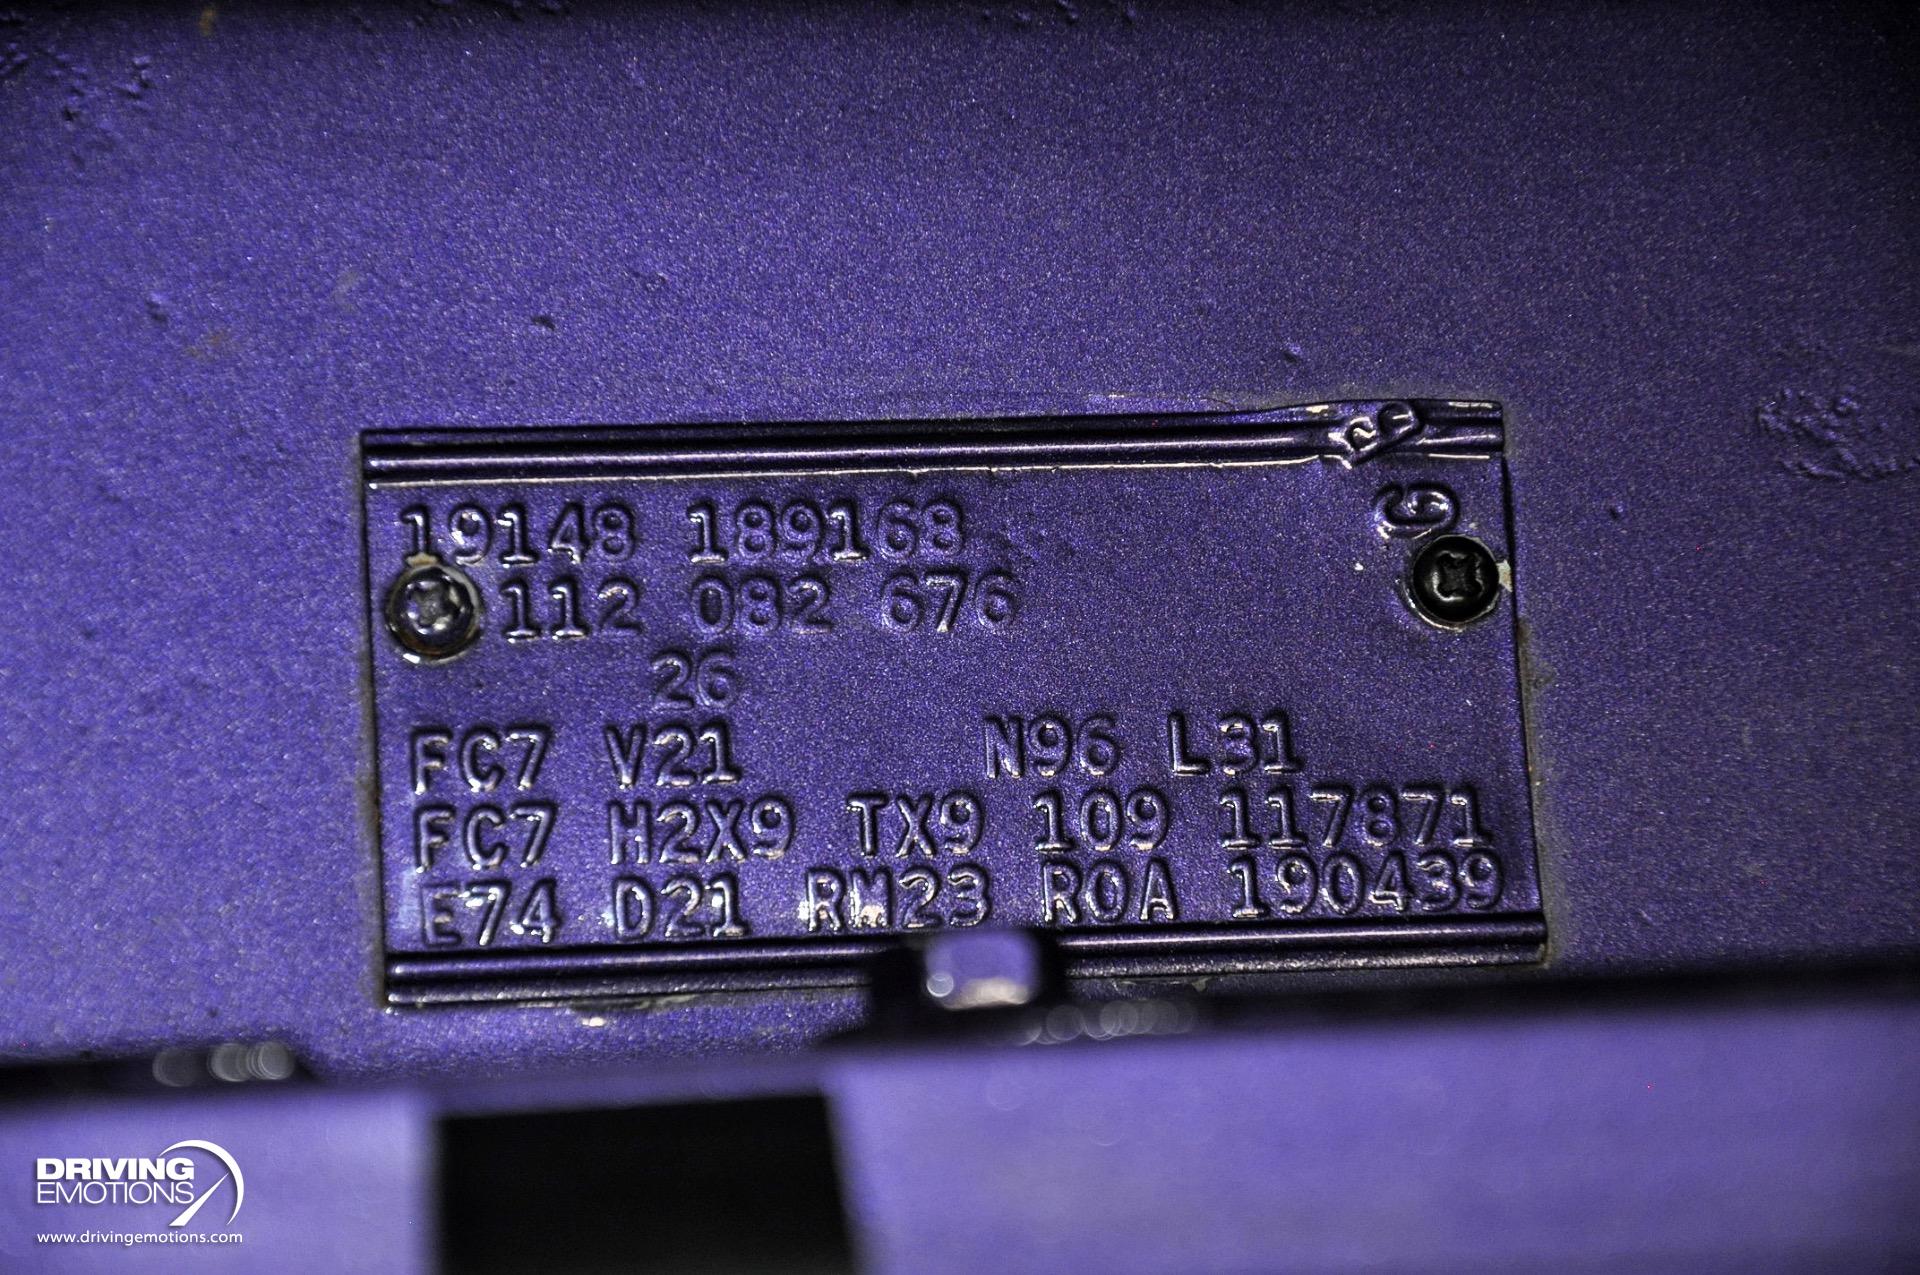 19148 189168
G
112 082 676
26
FC7 V21 N96 L31
FC7 H2X9 TX9 109 117871
E74 D21 RM23 R0A 190439
DRIVING
EMOTIONS
www.drivingemotions.com